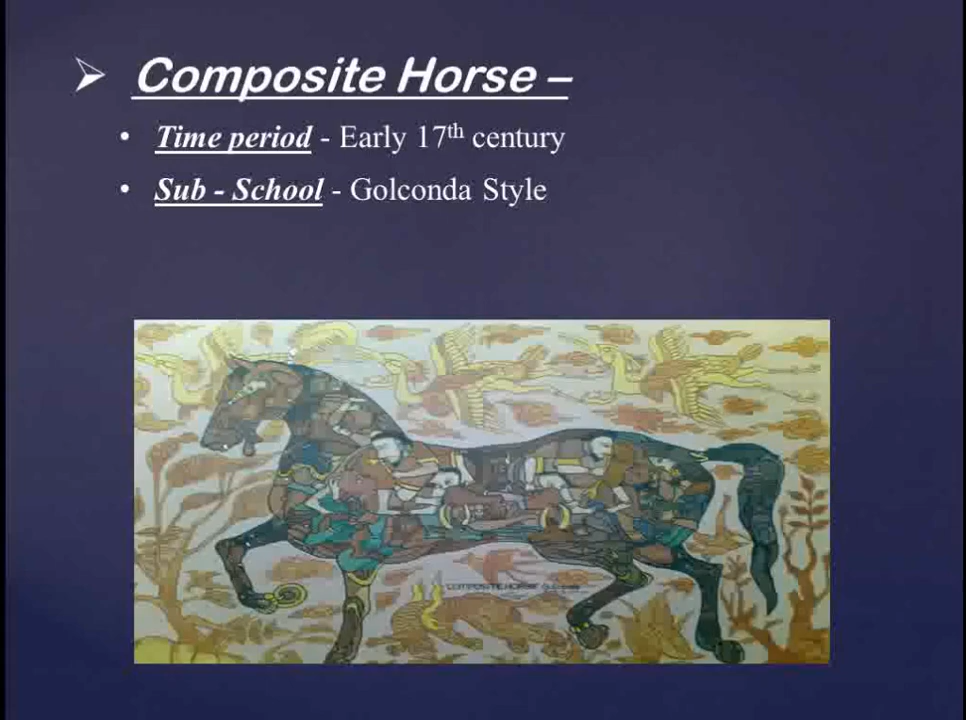 Composite Horse –
Time period - Early 17th century
Sub - School - Golconda Style
COMPOSITE HORSE